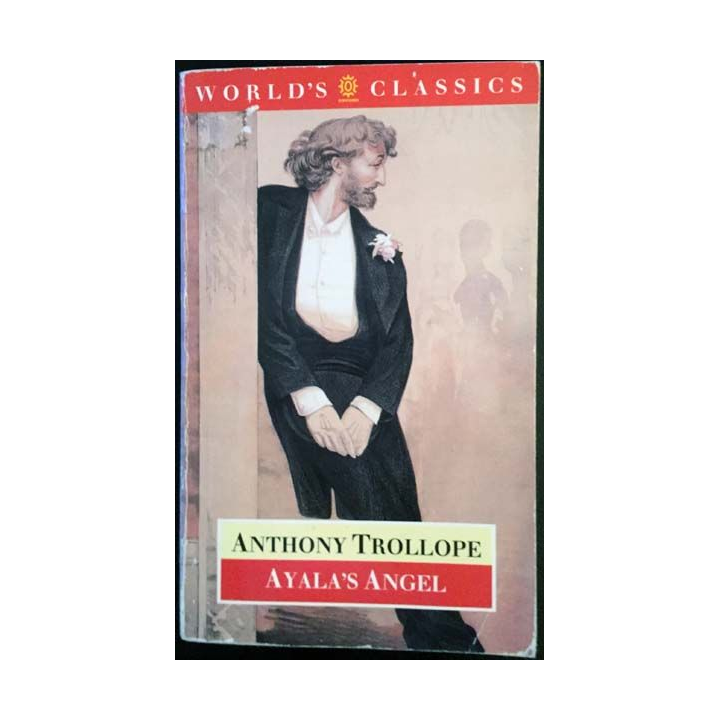 WORLD'S CLASSICS
ANTHONY TROLLOPE
AYALA'S ANGEL